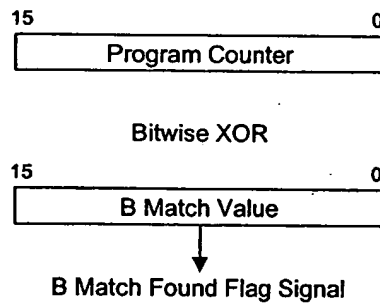 15 0
Program Counter
Bitwise XOR
15 0
B Match Value
B Match Found Flag Signal